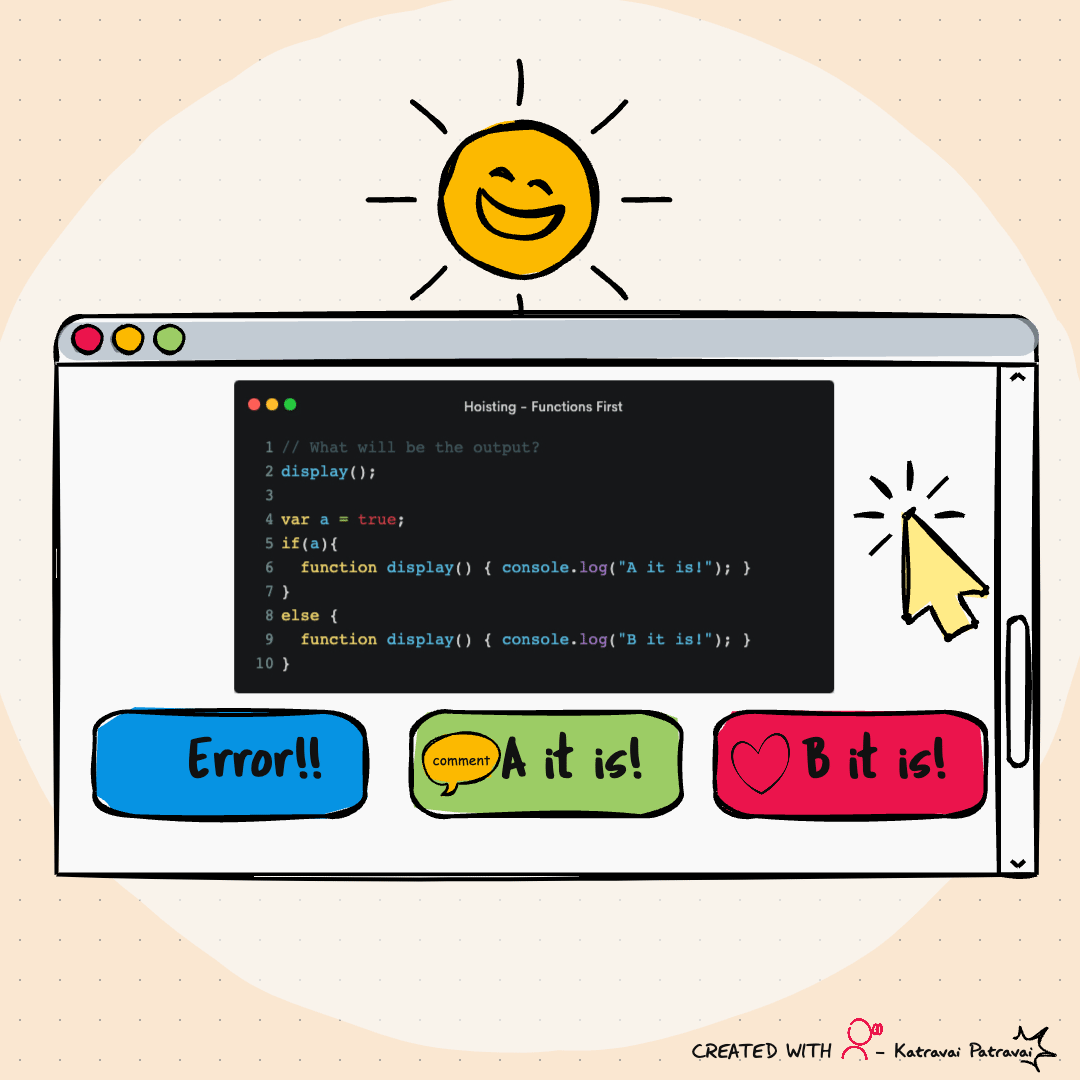 Hoisting - Functions First
1 // What will be the output?
2 display();
3
4 var a = true;
5 if(a){
6   function display() { console.log("A it is!"); }
7 }
8 else {
9   function display() { console.log("B it is!"); }
10 }
Error!!
comment A it is!
B it is!
CREATED WITH - Katravai Patravai